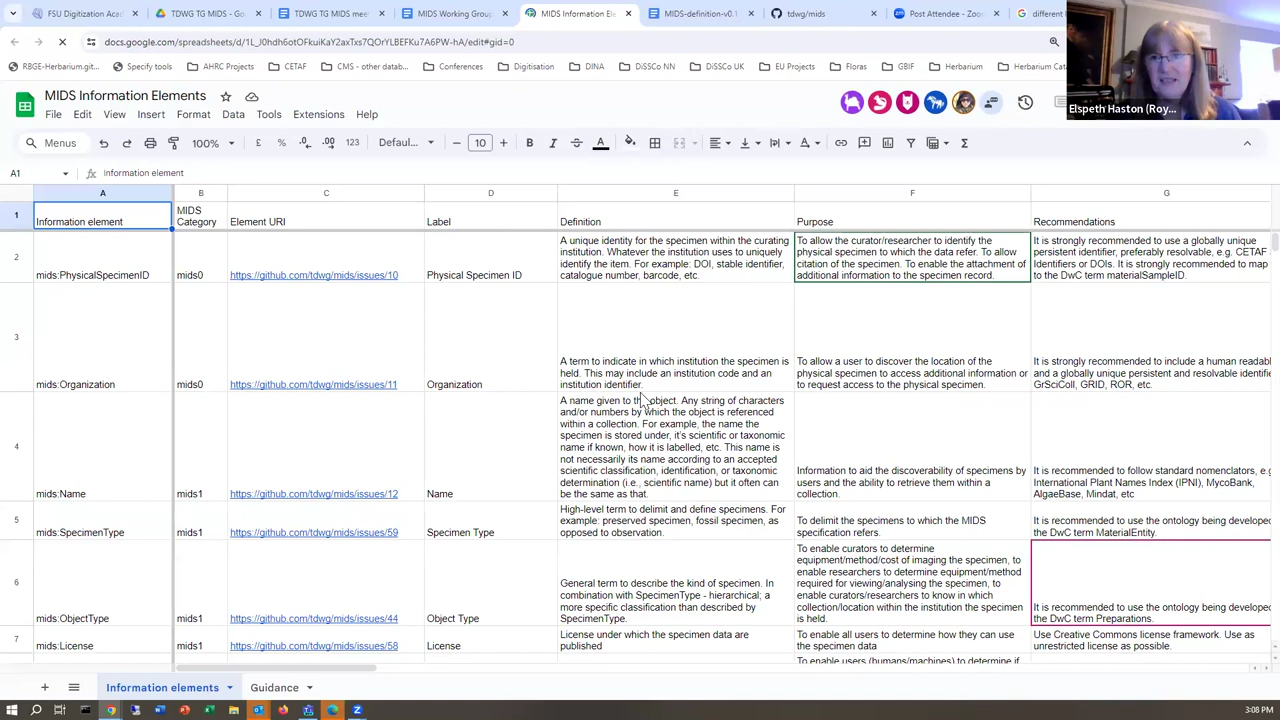 FSU Digitization Aca
TDWG TG MIDS - Go
TDWG TG MIDS mee
MIDS Working Group
MIDS Information Ele
MIDS-definition-v0.1
tdwg/mids
Post Attendee - Zoo
different
docs.google.com/spreadsheets/d/1L_J0hdh6otOFkuiKaY2axTxs7QOrYLBEFKu7A6PW-hA/edit#gid=0
RBGE-Herbarium.git...
Specify tools
AHRC Projects
CETAF
CMS - other datab...
Conferences
Digitisation
DINA
DiSSCo NN
DiSSCo UK
EU Projects
Floras
GBIF
Herbarium
Herbarium Cata
Elspeth Haston (Roy...
MIDS Information Elements
File Edit View Insert Format Data Tools Extensions Help
Menus
100%
£ % .0 .00 123
Defaul...
10
B I A
A1
Information element
A B C D E F G
1
Information element
MIDS
Category
Element URI
Label
Definition
Purpose
Recommendations
2
mids:PhysicalSpecimenID
mids0
https://github.com/tdwg/mids/issues/10
Physical Specimen ID
A unique identity for the specimen within the curating
institution. Whatever the institution uses to uniquely
identify the item. For example: DOI, stable identifier,
catalogue number, barcode, etc.
To allow the curator/researcher to identify the
physical specimen to which the data refer. To allow
citation of the specimen. To enable the attachment of
additional information to the specimen record.
It is strongly recommended to use a globally unique
persistent identifier, preferably resolvable, e.g. CETAF
Identifiers or DOIs. It is strongly recommended to map
to the DwC term materialSampleID.
3
mids:Organization
mids0
https://github.com/tdwg/mids/issues/11
Organization
A term to indicate in which institution the specimen is
held. This may include an institution code and an
institution identifier.
To allow a user to discover the location of the
physical specimen to access additional information or
to request access to the physical specimen.
It is strongly recommended to include a human readab
and a globally unique persistent and resolvable identifie
GrSciColl, GRID, ROR, etc.
4
mids:Name
mids1
https://github.com/tdwg/mids/issues/12
Name
A name given to the object. Any string of characters
and/or numbers by which the object is referenced
within a collection. For example, the name the
specimen is stored under, it's scientific or taxonomic
name if known, how it is labelled, etc. This name is
not necessarily its name according to an accepted
scientific classification, identification, or taxonomic
determination (i.e., scientific name) but it often can
be the same as that.
Information to aid the discoverability of specimens by
users and the ability to retrieve them within a
collection.
It is recommended to follow standard nomenclators, e.g
International Plant Names Index (IPNI), MycoBank,
AlgaeBase, Mindat, etc
5
mids:SpecimenType
mids1
https://github.com/tdwg/mids/issues/59
Specimen Type
High-level term to delimit and define specimens. For
example: preserved specimen, fossil specimen, as
opposed to observation.
To delimit the specimens to which the MIDS
specification refers.
It is recommended to use the ontology being developed
the DwC term MaterialEntity.
6
mids:ObjectType
mids1
https://github.com/tdwg/mids/issues/44
Object Type
General term to describe the kind of specimen. In
combination with SpecimenType - hierarchical; a
more specific classification than described by
SpecimenType.
To enable curators to determine
equipment/method/cost of imaging the specimen, to
enable researchers to determine equipment/method
required for viewing/analysing the specimen, to
enable curators/researchers to know in which
collection/location within the institution the specimen
is held.
It is recommended to use the ontology being developed
the DwC term Preparations.
7
mids:License
mids1
https://github.com/tdwg/mids/issues/58
License
License under which the specimen data are
published
To enable all users to determine how they can use
the specimen data
Use Creative Commons license framework. Use as
unrestricted license as possible.
To enable users (humans/machines) to determine if
Information elements
Guidance
3:08 PM